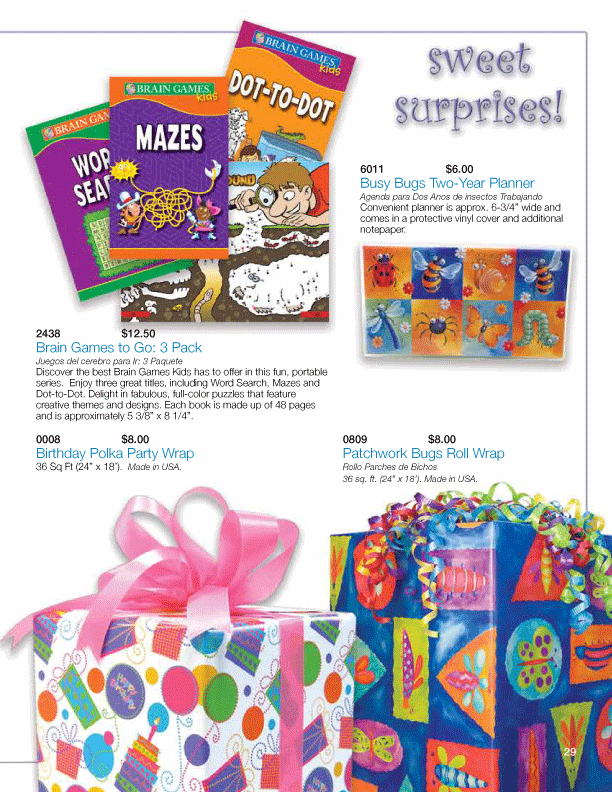 sweet
surprises!
BRAIN GAMES
kids
DOT-TO-DOT
BRAIN GAMES
kids
MAZES
BRAIN GAM
WOR
SEA
OUND
6011 $6.00
Busy Bugs Two-Year Planner
Agenda para Dos Anos de insectos Trabajando
Convenient planner is approx. 6-3/4" wide and
comes in a protective vinyl cover and additional
notepaper.
2438 $12.50
Brain Games to Go: 3 Pack
Juegos del cerebro para Ir: 3 Paquete
Discover the best Brain Games Kids has to offer in this fun, portable
series. Enjoy three great titles, including Word Search, Mazes and
Dot-to-Dot. Delight in fabulous, full-color puzzles that feature
creative themes and designs. Each book is made up of 48 pages
and is approximately 5 3/8" x 8 1/4".
0008 $8.00
Birthday Polka Party Wrap
36 Sq Ft (24" x 18'). Made in USA.
0809 $8.00
Patchwork Bugs Roll Wrap
Rollo Parches de Bichos
36 sq. ft. (24" x 18'). Made in USA.
29